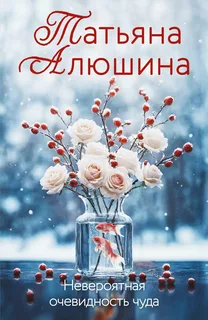 Татьяна
Алюшина
Невероятная
очевидность чуда